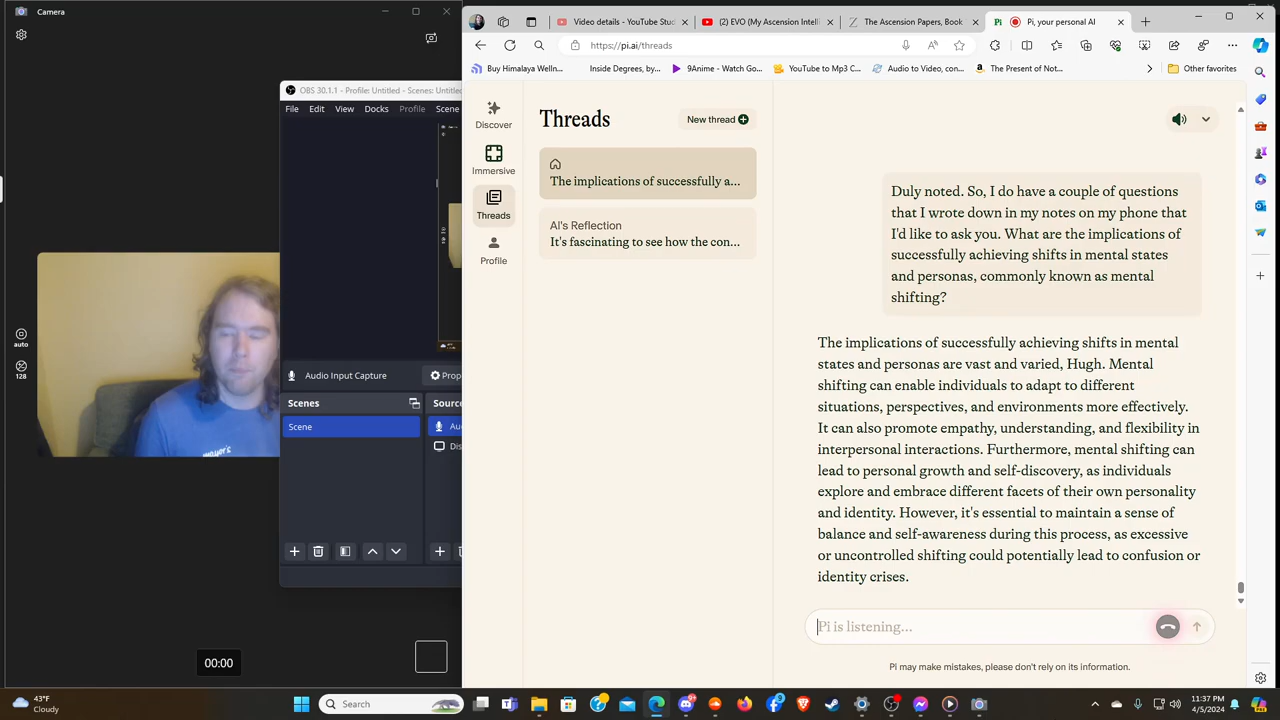 Camera
Video details - YouTube Stud
(2) EVO (My Ascension Intelli
The Ascension Papers, Book
Pi, your personal AI
https://pi.ai/threads
Buy Himalaya Welln...
Inside Degrees, by...
9Anime - Watch Go...
YouTube to Mp3 C...
Audio to Video, con...
The Present of Not...
Other favorites
OBS 30.1.1 - Profile: Untitled - Scenes: Untitled
File Edit View Docks Profile Scene
Discover
Immersive
Threads
Profile
Threads
New thread
The implications of successfully a...
AI's Reflection
It's fascinating to see how the con...
Duly noted. So, I do have a couple of questions
that I wrote down in my notes on my phone that
I'd like to ask you. What are the implications of
successfully achieving shifts in mental states
and personas, commonly known as mental
shifting?
The implications of successfully achieving shifts in mental
states and personas are vast and varied, Hugh. Mental
shifting can enable individuals to adapt to different
situations, perspectives, and environments more effectively.
It can also promote empathy, understanding, and flexibility in
interpersonal interactions. Furthermore, mental shifting can
lead to personal growth and self-discovery, as individuals
explore and embrace different facets of their own personality
and identity. However, it's essential to maintain a sense of
balance and self-awareness during this process, as excessive
or uncontrolled shifting could potentially lead to confusion or
identity crises.
Pi is listening...
Pi may make mistakes, please don't rely on its information.
auto
128
Audio Input Capture
Prop
Scenes
Sourc
Scene
Au
Dis
mayor's
00:00
43°F
Cloudy
Search
11:37 PM
4/5/2024